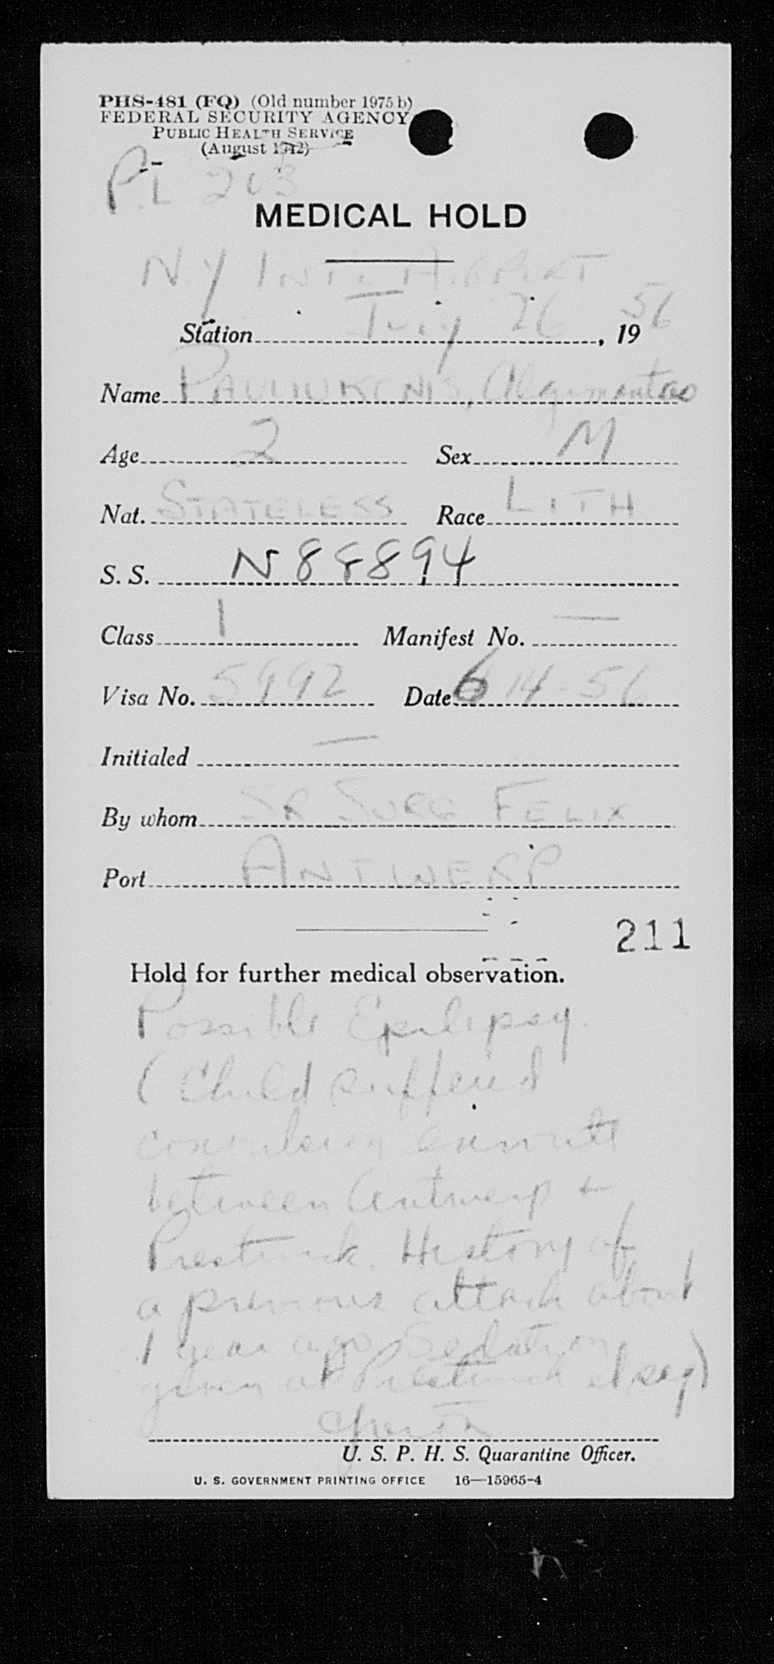 PHS-481 (FQ) (Old number 1975 b)
FEDERAL SECURITY AGENCY
PUBLIC HEALTH SERVICE
(August 1942)
P.L 203
MEDICAL HOLD
NY INTL AIRPORT
Station July 26, 19 56
Name PAULIUKONIS, Algimantas
Age 2 Sex M
Nat. STATELESS Race LITH
S. S. N88894
Class 1 Manifest No. —
Visa No. 5992 Date 6 14-56
Initialed —
By whom SR SURG FELIX
Port ANTWERP
211
Hold for further medical observation.
Possible Epilepsy.
(Child suffered
convulsion enroute
between Antwerp +
Prestwick. History of
a previous attack about
1 year ago Sedation
given at Prestwick
U. S. P. H. S. Quarantine Officer.
U. S. GOVERNMENT PRINTING OFFICE 16—15965-4